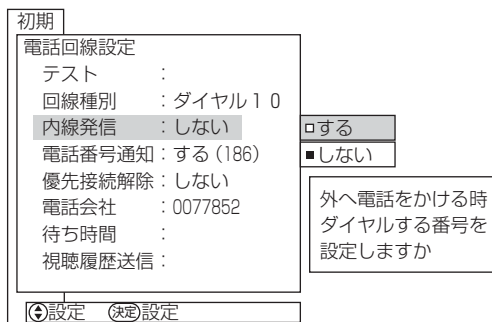 初期
電話回線設定
テスト :
回線種別 :ダイヤル10
内線発信 :しない
電話番号通知:する(186)
優先接続解除:しない
電話会社 :0077852
待ち時間 :
視聴履歴送信:
□する
■しない
外へ電話をかける時
ダイヤルする番号を
設定しますか
設定 決定設定